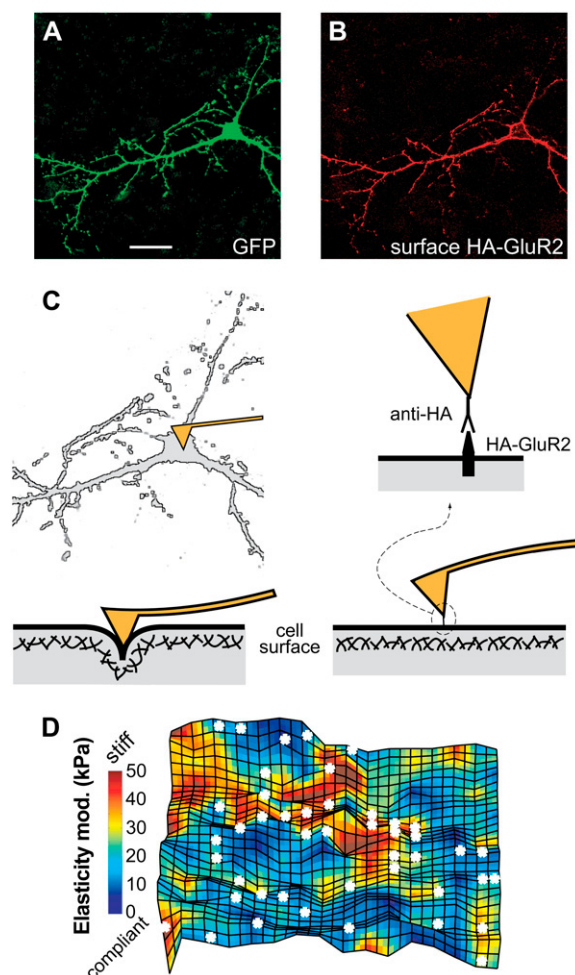 A
GFP
B
surface HA-GluR2
C
anti-HA
HA-GluR2
cell
surface
D
Elasticity mod. (kPa)
stiff
50
40
30
20
10
0
compliant